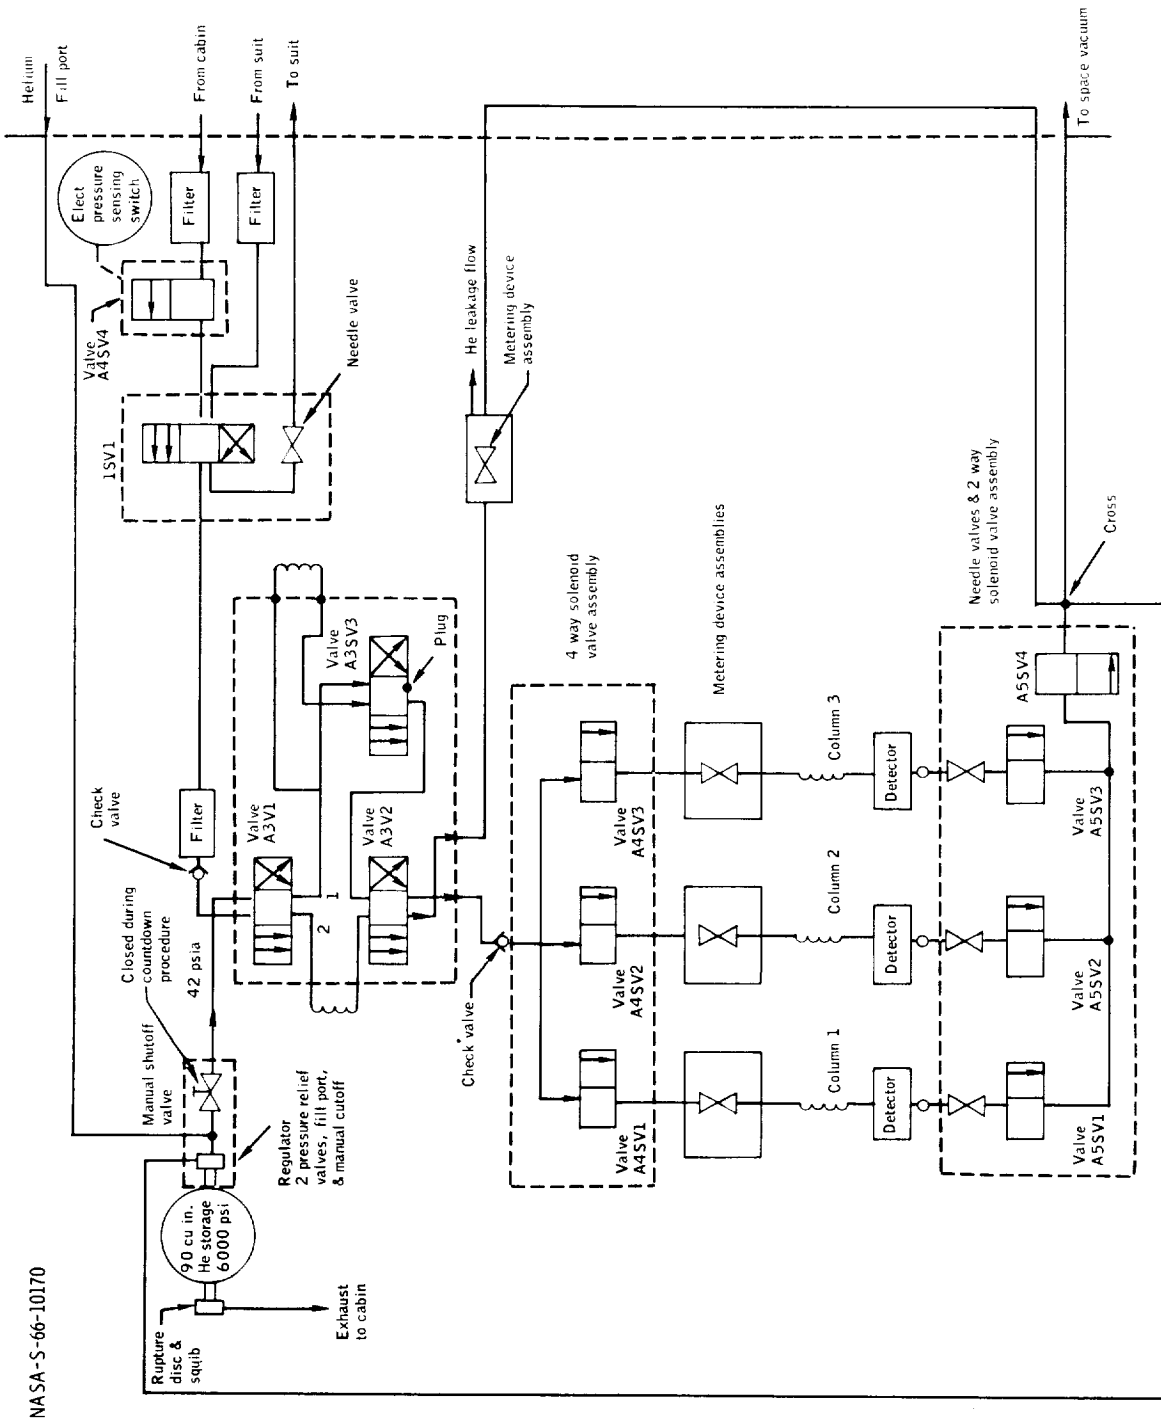 NASA-S-66-10170
Helium
Fill port
From cabin
From suit
To suit
Elect
pressure
sensing
switch
Filter
Filter
Valve
A4SV4
Needle valve
1SV1
He leakage flow
Metering device
assembly
To space vacuum
Check
valve
Filter
Valve
A3V1
Valve
A3SV3
Plug
Valve
A3V2
1
2
4 way solenoid
valve assembly
Metering device assemblies
Needle valves & 2 way
solenoid valve assembly
Cross
A5SV4
Closed during
countdown
procedure
42 psia
Manual shutoff
valve
Regulator
2 pressure relief
valves, filt port,
& manual cutoff
90 cu in.
He storage
6000 psi
Rupture
disc &
squib
Exhaust
to cabin
Check valve
Valve
A4SV3
Valve
A4SV2
Valve
A4SV1
Column 3
Column 2
Column 1
Detector
Detector
Detector
Valve
A5SV3
Valve
A5SV2
Valve
A5SV1